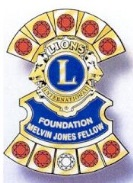 LIONS
L
INTERNATIONAL
FOUNDATION
MELVIN JONES FELLOW